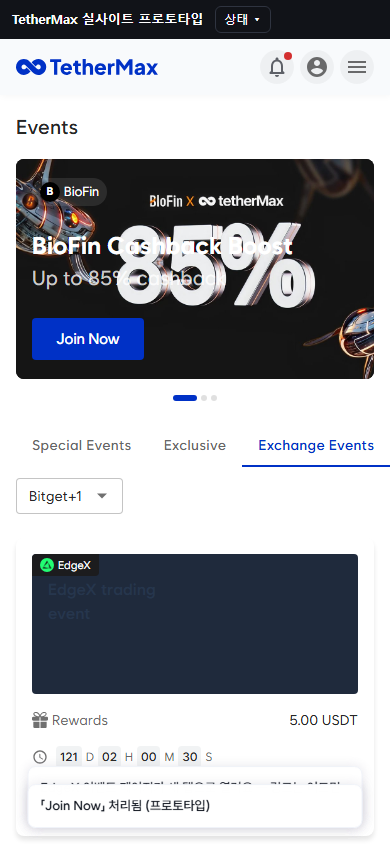 TetherMax 실사이트 프로토타입
상태
TetherMax
Events
B BioFin
BioFin X tetherMax
85%
BioFin Cashback Boost
Up to 85% cashback
Join Now
Special Events
Exclusive
Exchange Events
Bitget+1
EdgeX
EdgeX trading
event
Rewards
5.00 USDT
121 D 02 H 00 M 30 S
「Join Now」 처리됨 (프로토타입)